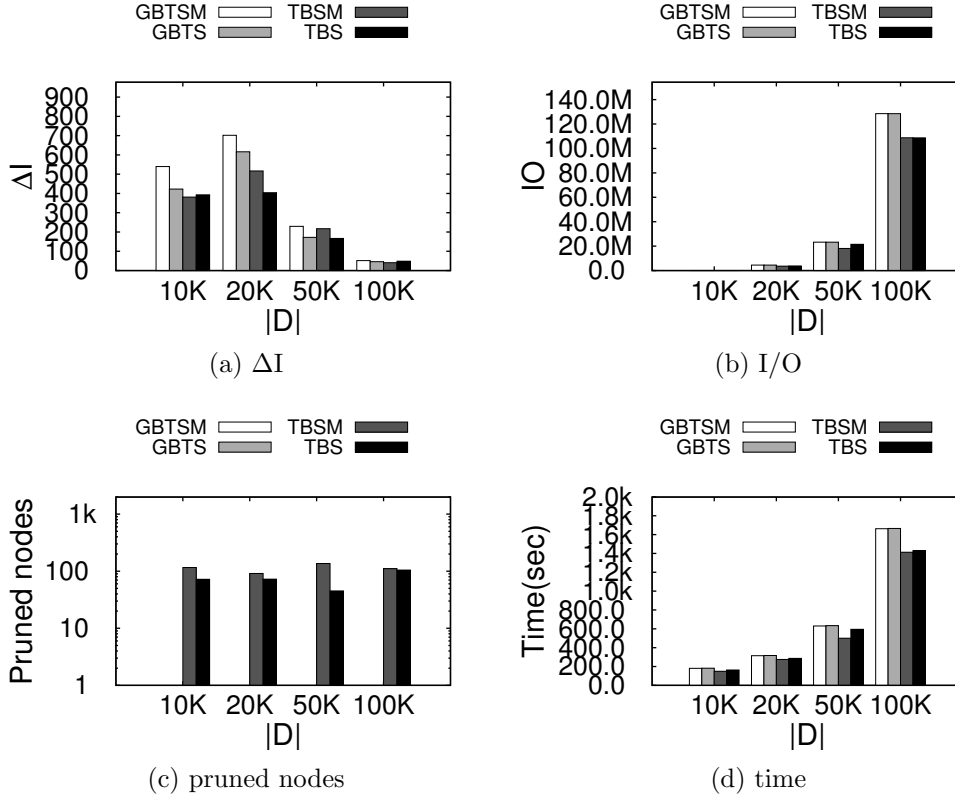 GBTSM TBSM
GBTS TBS
900
800
700
600
500
400
300
200
100
0
ΔI
10K 20K 50K 100K
|D|
(a) ΔI
GBTSM TBSM
GBTS TBS
140.0M
120.0M
100.0M
80.0M
60.0M
40.0M
20.0M
0.0
IO
10K 20K 50K 100K
|D|
(b) I/O
GBTSM TBSM
GBTS TBS
1k
100
10
1
Pruned nodes
10K 20K 50K 100K
|D|
(c) pruned nodes
GBTSM TBSM
GBTS TBS
2.0k
1.8k
1.6k
1.4k
1.2k
1.0k
800.0
600.0
400.0
200.0
0.0
Time(sec)
10K 20K 50K 100K
|D|
(d) time